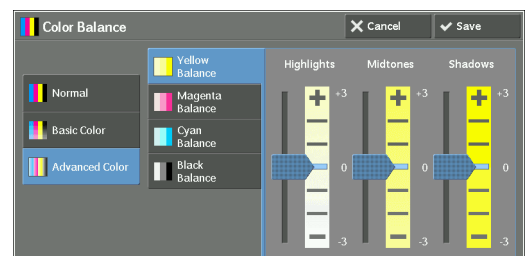 Color Balance
Cancel
Save
Normal
Basic Color
Advanced Color
Yellow
Balance
Magenta
Balance
Cyan
Balance
Black
Balance
Highlights Midtones Shadows
+3 +3 +3
0 0 0
-3 -3 -3